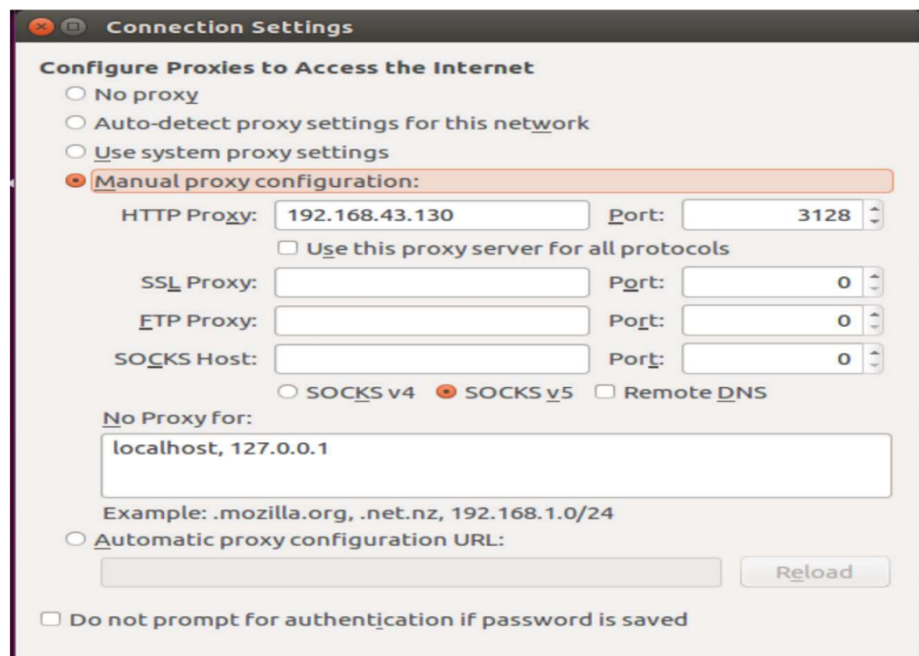 Connection Settings
Configure Proxies to Access the Internet
No proxy
Auto-detect proxy settings for this network
Use system proxy settings
Manual proxy configuration:
HTTP Proxy: 192.168.43.130 Port: 3128
Use this proxy server for all protocols
SSL Proxy: Port: 0
FTP Proxy: Port: 0
SOCKS Host: Port: 0
SOCKS v4 SOCKS v5 Remote DNS
No Proxy for:
localhost, 127.0.0.1
Example: .mozilla.org, .net.nz, 192.168.1.0/24
Automatic proxy configuration URL:
Reload
Do not prompt for authentication if password is saved